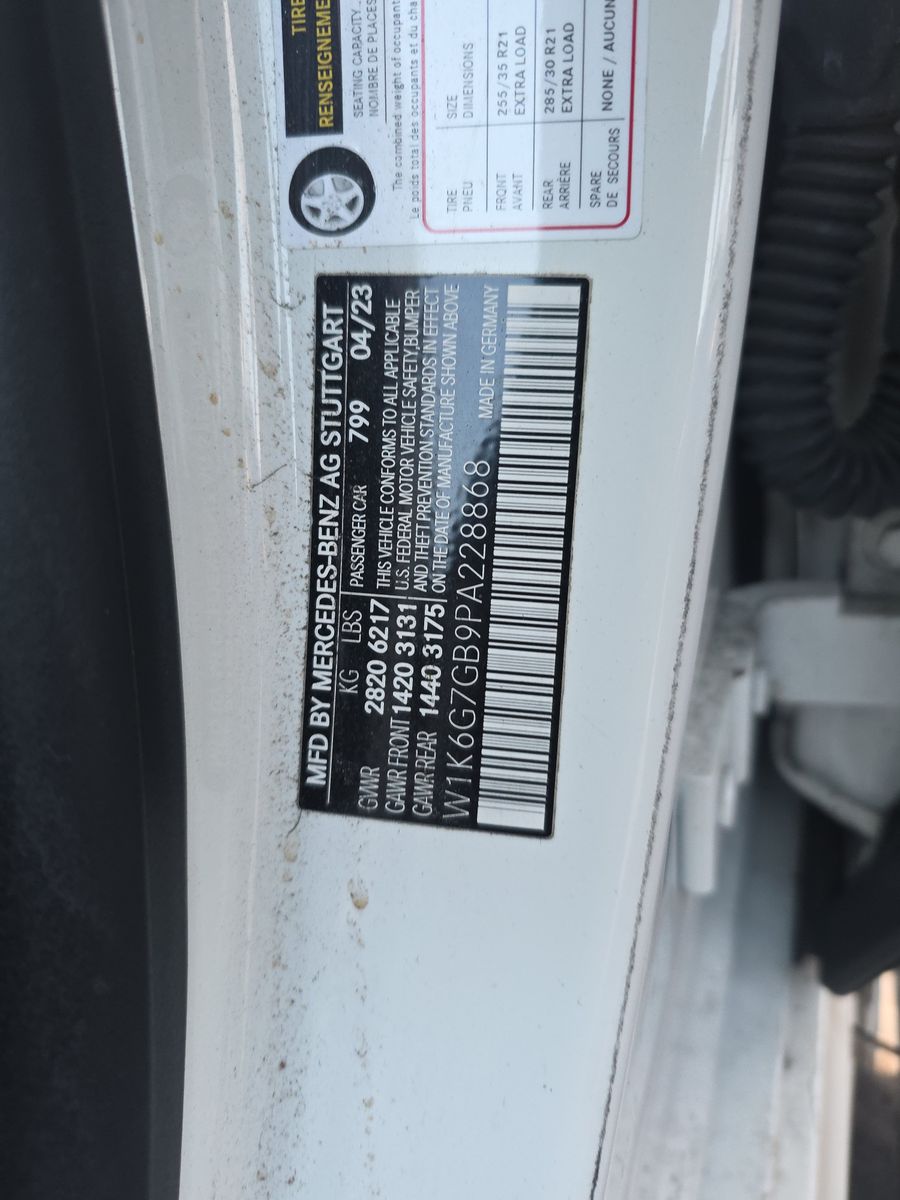 TIRE
RENSEIGNEME
SEATING CAPACITY
NOMBRE DE PLACES
The combined weight of occupant
Le poids total des occupants et du cha
TIRE SIZE
PNEU DIMENSIONS
FRONT 255/35 R21
AVANT EXTRA LOAD
REAR 285/30 R21
ARRIÈRE EXTRA LOAD
SPARE NONE / AUCUN
DE SECOURS
MFD BY MERCEDES-BENZ AG STUTTGART
KG LBS PASSENGER CAR 799 04/23
GVWR 2820 6217 THIS VEHICLE CONFORMS TO ALL APPLICABLE
GAWR FRONT 1420 3131 U.S. FEDERAL MOTOR VEHICLE SAFETY,BUMPER
GAWR REAR 1440 3175 AND THEFT PREVENTION STANDARDS IN EFFECT
ON THE DATE OF MANUFACTURE SHOWN ABOVE
W1K6G7GB9PA228868 MADE IN GERMANY